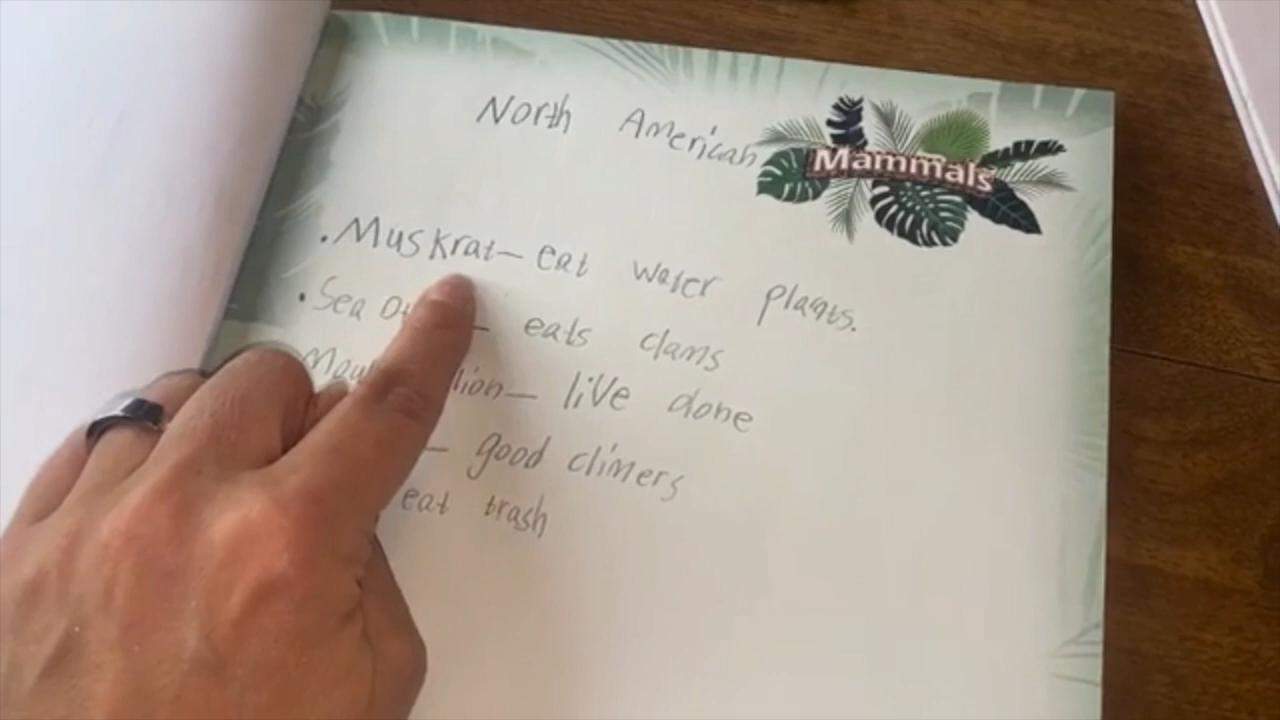 North American Mammals
• Muskrat — eat water plants.
• Sea — eats clams
lion — live alone
— good climers
eat trash